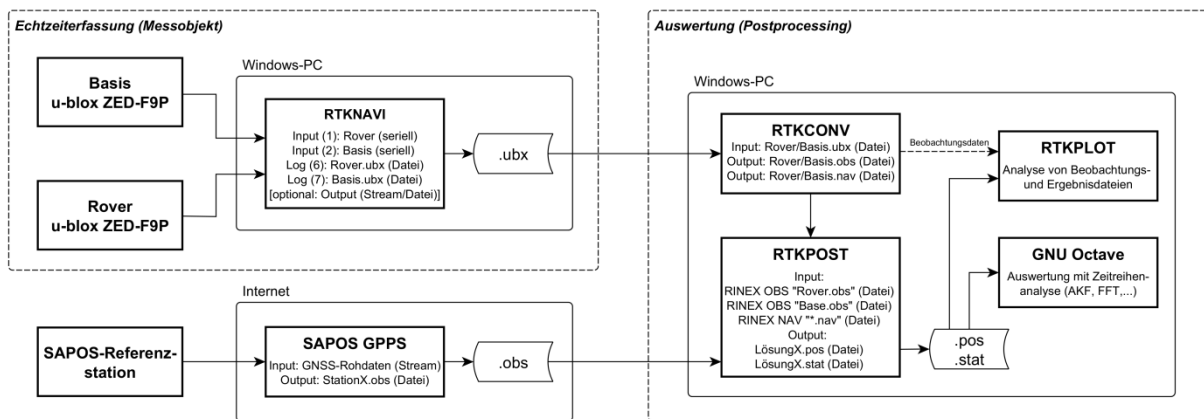 Echtzeiterfassung (Messobjekt)
Basis
u-blox ZED-F9P
Rover
u-blox ZED-F9P
Windows-PC
RTKNAVI
Input (1): Rover (seriell)
Input (2): Basis (seriell)
Log (6): Rover.ubx (Datei)
Log (7): Basis.ubx (Datei)
[optional: Output (Stream/Datei)]
.ubx
SAPOS-Referenz-
station
Internet
SAPOS GPPS
Input: GNSS-Rohdaten (Stream)
Output: StationX.obs (Datei)
.obs
Auswertung (Postprocessing)
Windows-PC
RTKCONV
Input: Rover/Basis.ubx (Datei)
Output: Rover/Basis.obs (Datei)
Output: Rover/Basis.nav (Datei)
Beobachtungsdaten
RTKPLOT
Analyse von Beobachtungs-
und Ergebnisdateien
RTKPOST
Input:
RINEX OBS "Rover.obs" (Datei)
RINEX OBS "Base.obs" (Datei)
RINEX NAV "*.nav" (Datei)
Output:
LösungX.pos (Datei)
LösungX.stat (Datei)
GNU Octave
Auswertung mit Zeitreihen-
analyse (AKF, FFT,...)
.pos
.stat